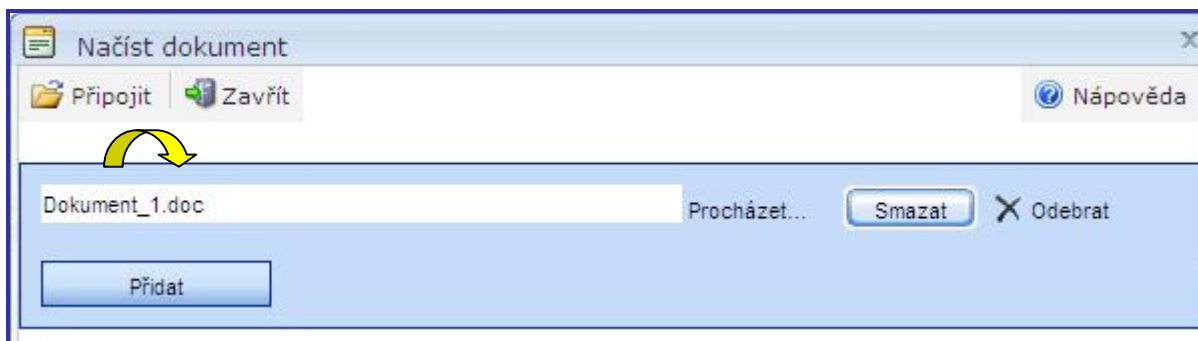 Načíst dokument
Připojit Zavřít Nápověda
Dokument_1.doc Procházet... Smazat Odebrat
Přidat